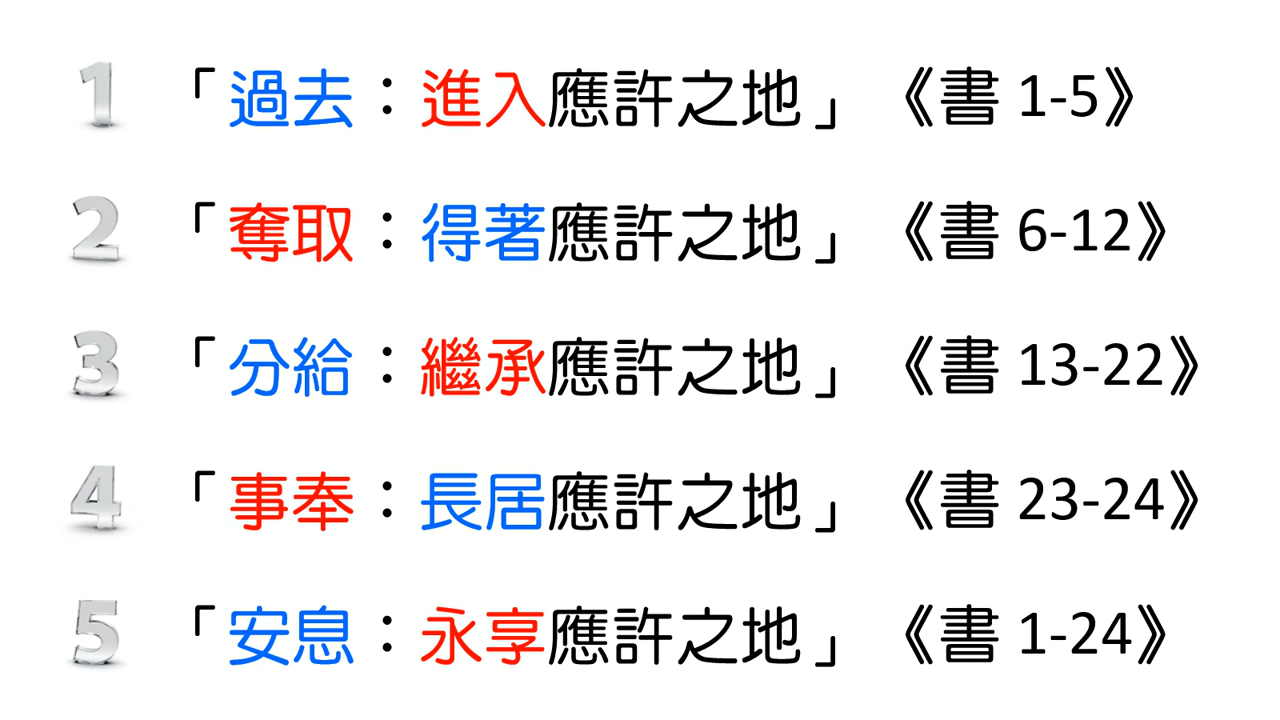 1 「過去：進入應許之地」 《書 1-5》
2 「奪取：得著應許之地」 《書 6-12》
3 「分給：繼承應許之地」 《書 13-22》
4 「事奉：長居應許之地」 《書 23-24》
5 「安息：永享應許之地」 《書 1-24》